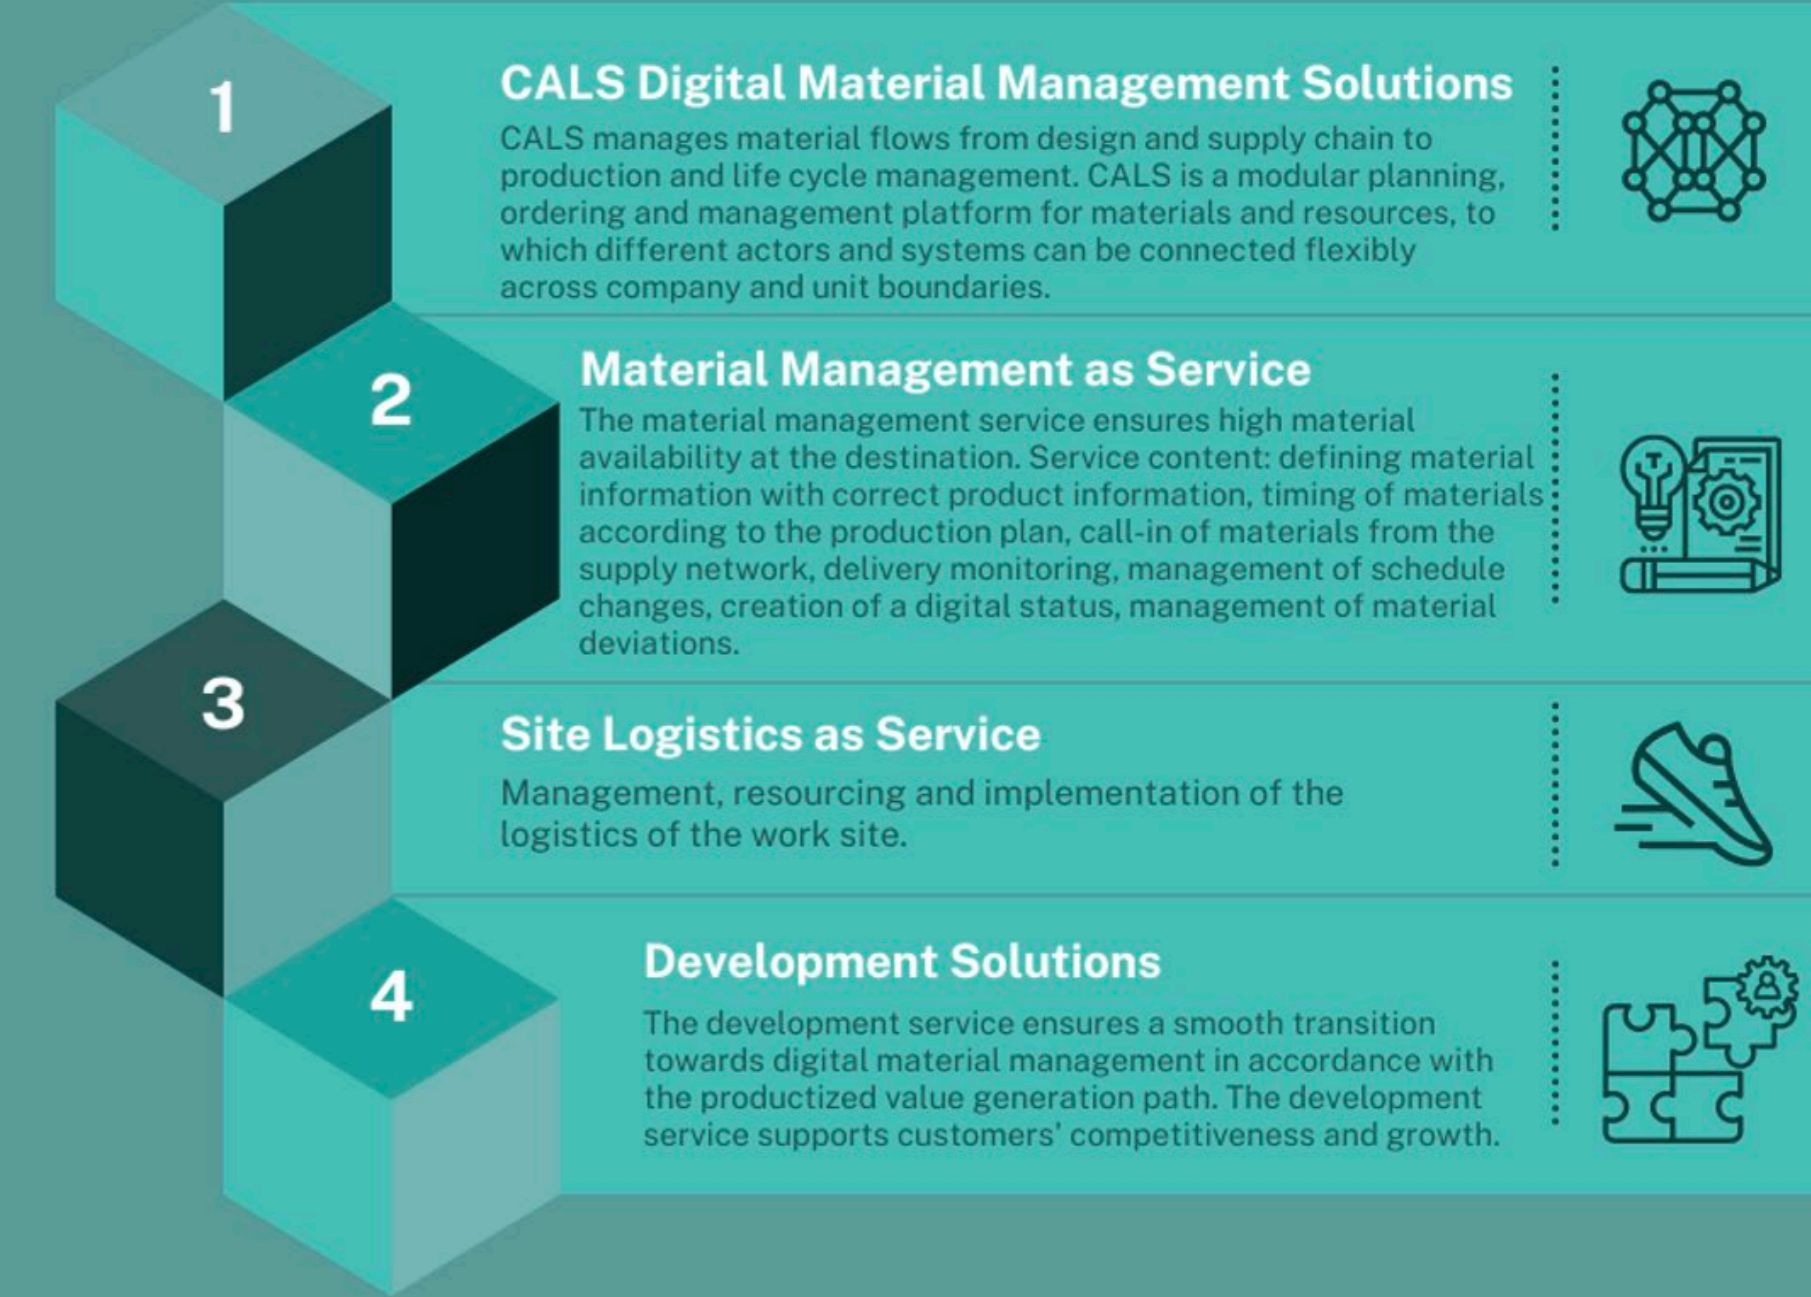 1
CALS Digital Material Management Solutions
CALS manages material flows from design and supply chain to
production and life cycle management. CALS is a modular planning,
ordering and management platform for materials and resources, to
which different actors and systems can be connected flexibly
across company and unit boundaries.
2
Material Management as Service
The material management service ensures high material
availability at the destination. Service content: defining material
information with correct product information, timing of materials
according to the production plan, call-in of materials from the
supply network, delivery monitoring, management of schedule
changes, creation of a digital status, management of material
deviations.
3
Site Logistics as Service
Management, resourcing and implementation of the
logistics of the work site.
4
Development Solutions
The development service ensures a smooth transition
towards digital material management in accordance with
the productized value generation path. The development
service supports customers' competitiveness and growth.